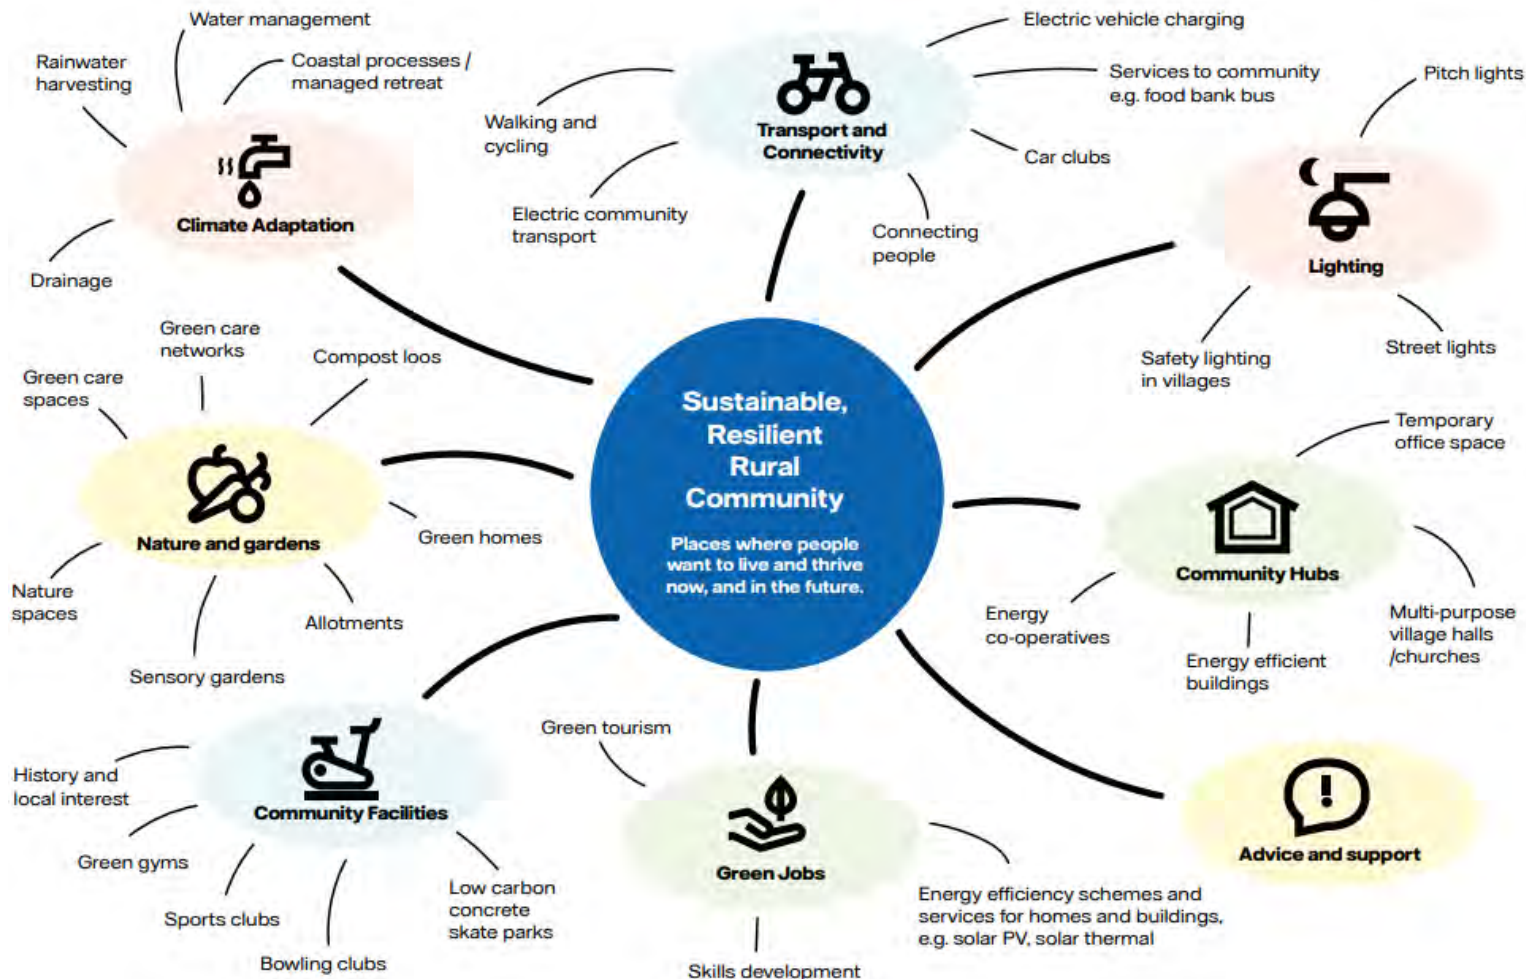 Water management
Rainwater
harvesting
Coastal processes /
managed retreat
Climate Adaptation
Drainage
Electric vehicle charging
Services to community
e.g. food bank bus
Walking and
cycling
Transport and
Connectivity
Car clubs
Electric community
transport
Connecting
people
Pitch lights
Lighting
Safety lighting
in villages
Street lights
Green care
networks
Compost loos
Green care
spaces
Nature and gardens
Green homes
Nature
spaces
Allotments
Sensory gardens
Sustainable,
Resilient
Rural
Community
Places where people
want to live and thrive
now, and in the future.
Temporary
office space
Community Hubs
Energy
co-operatives
Energy efficient
buildings
Multi-purpose
village halls
/churches
History and
local interest
Community Facilities
Green gyms
Sports clubs
Bowling clubs
Low carbon
concrete
skate parks
Green tourism
Green Jobs
Energy efficiency schemes and
services for homes and buildings,
e.g. solar PV, solar thermal
Skills development
Advice and support